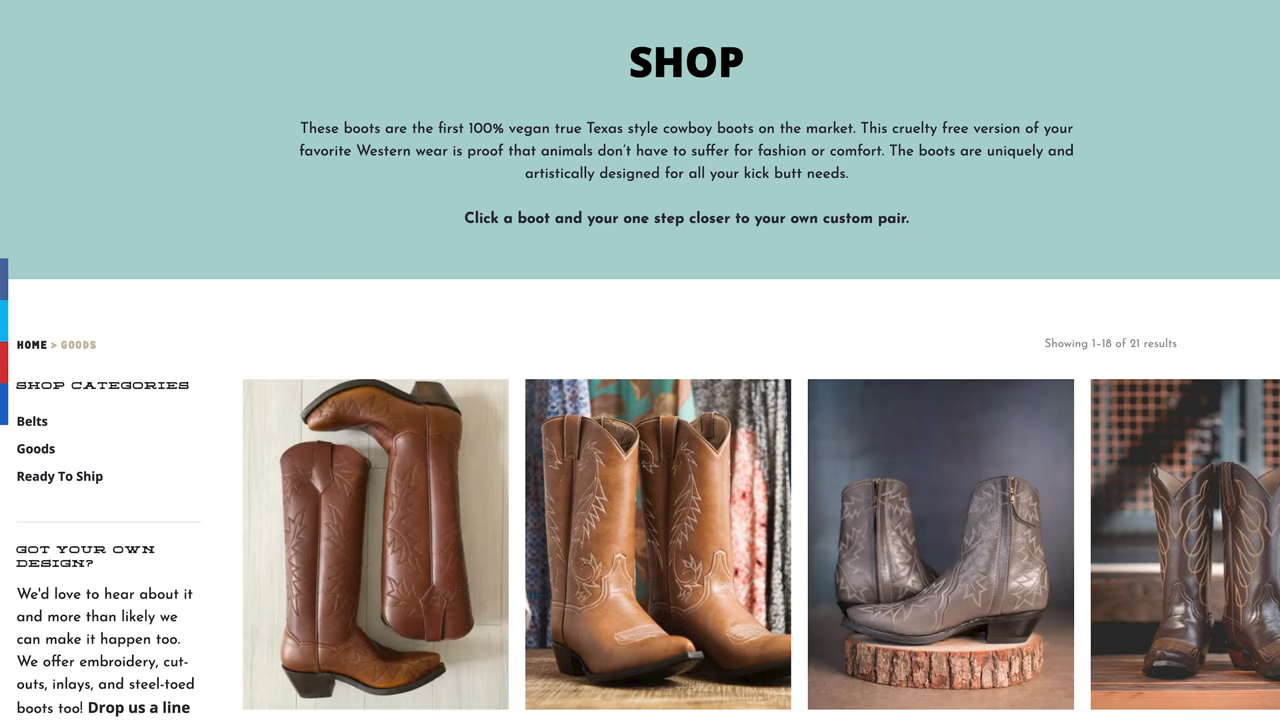 SHOP
These boots are the first 100% vegan true Texas style cowboy boots on the market. This cruelty free version of your
favorite Western wear is proof that animals don't have to suffer for fashion or comfort. The boots are uniquely and
artistically designed for all your kick butt needs.
Click a boot and your one step closer to your own custom pair.
HOME > GOODS
Showing 1–18 of 21 results
SHOP CATEGORIES
Belts
Goods
Ready To Ship
GOT YOUR OWN
DESIGN?
We'd love to hear about it
and more than likely we
can make it happen too.
We offer embroidery, cut-
outs, inlays, and steel-toed
boots too! Drop us a line